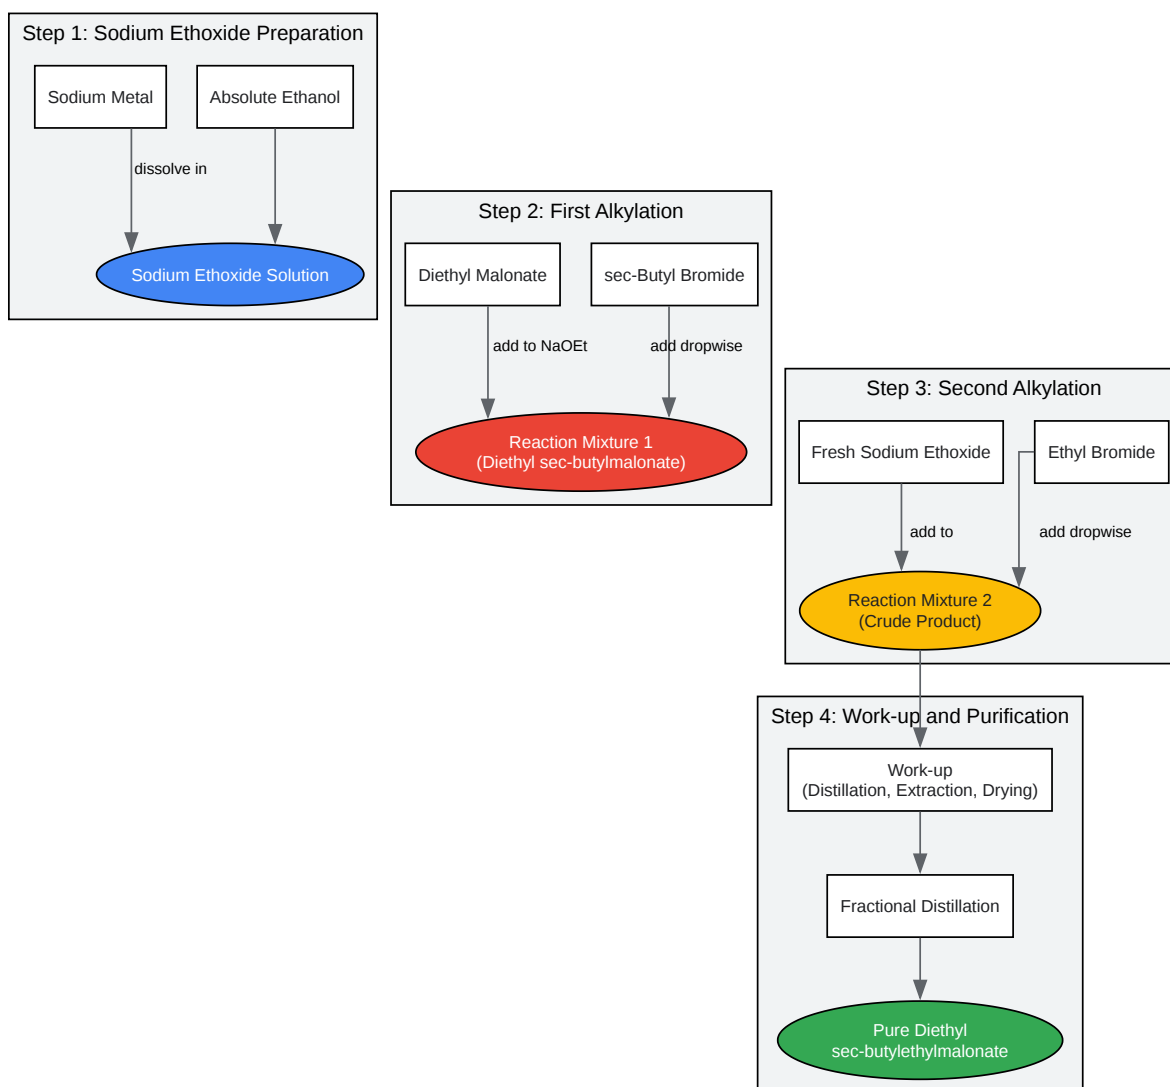 Step 1: Sodium Ethoxide Preparation
Sodium Metal
Absolute Ethanol
dissolve in
Sodium Ethoxide Solution
Step 2: First Alkylation
Diethyl Malonate
sec-Butyl Bromide
add to NaOEt
add dropwise
Reaction Mixture 1
(Diethyl sec-butylmalonate)
Step 3: Second Alkylation
Fresh Sodium Ethoxide
Ethyl Bromide
add to
add dropwise
Reaction Mixture 2
(Crude Product)
Step 4: Work-up and Purification
Work-up
(Distillation, Extraction, Drying)
Fractional Distillation
Pure Diethyl
sec-butylethylmalonate